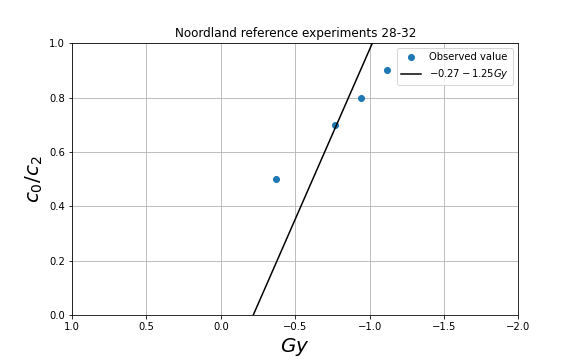 Noordland reference experiments 28-32
Observed value
−0.27 − 1.25Gy
1.0
0.8
0.6
0.4
0.2
0.0
c0/c2
1.0 0.5 0.0 −0.5 −1.0 −1.5 −2.0
Gy